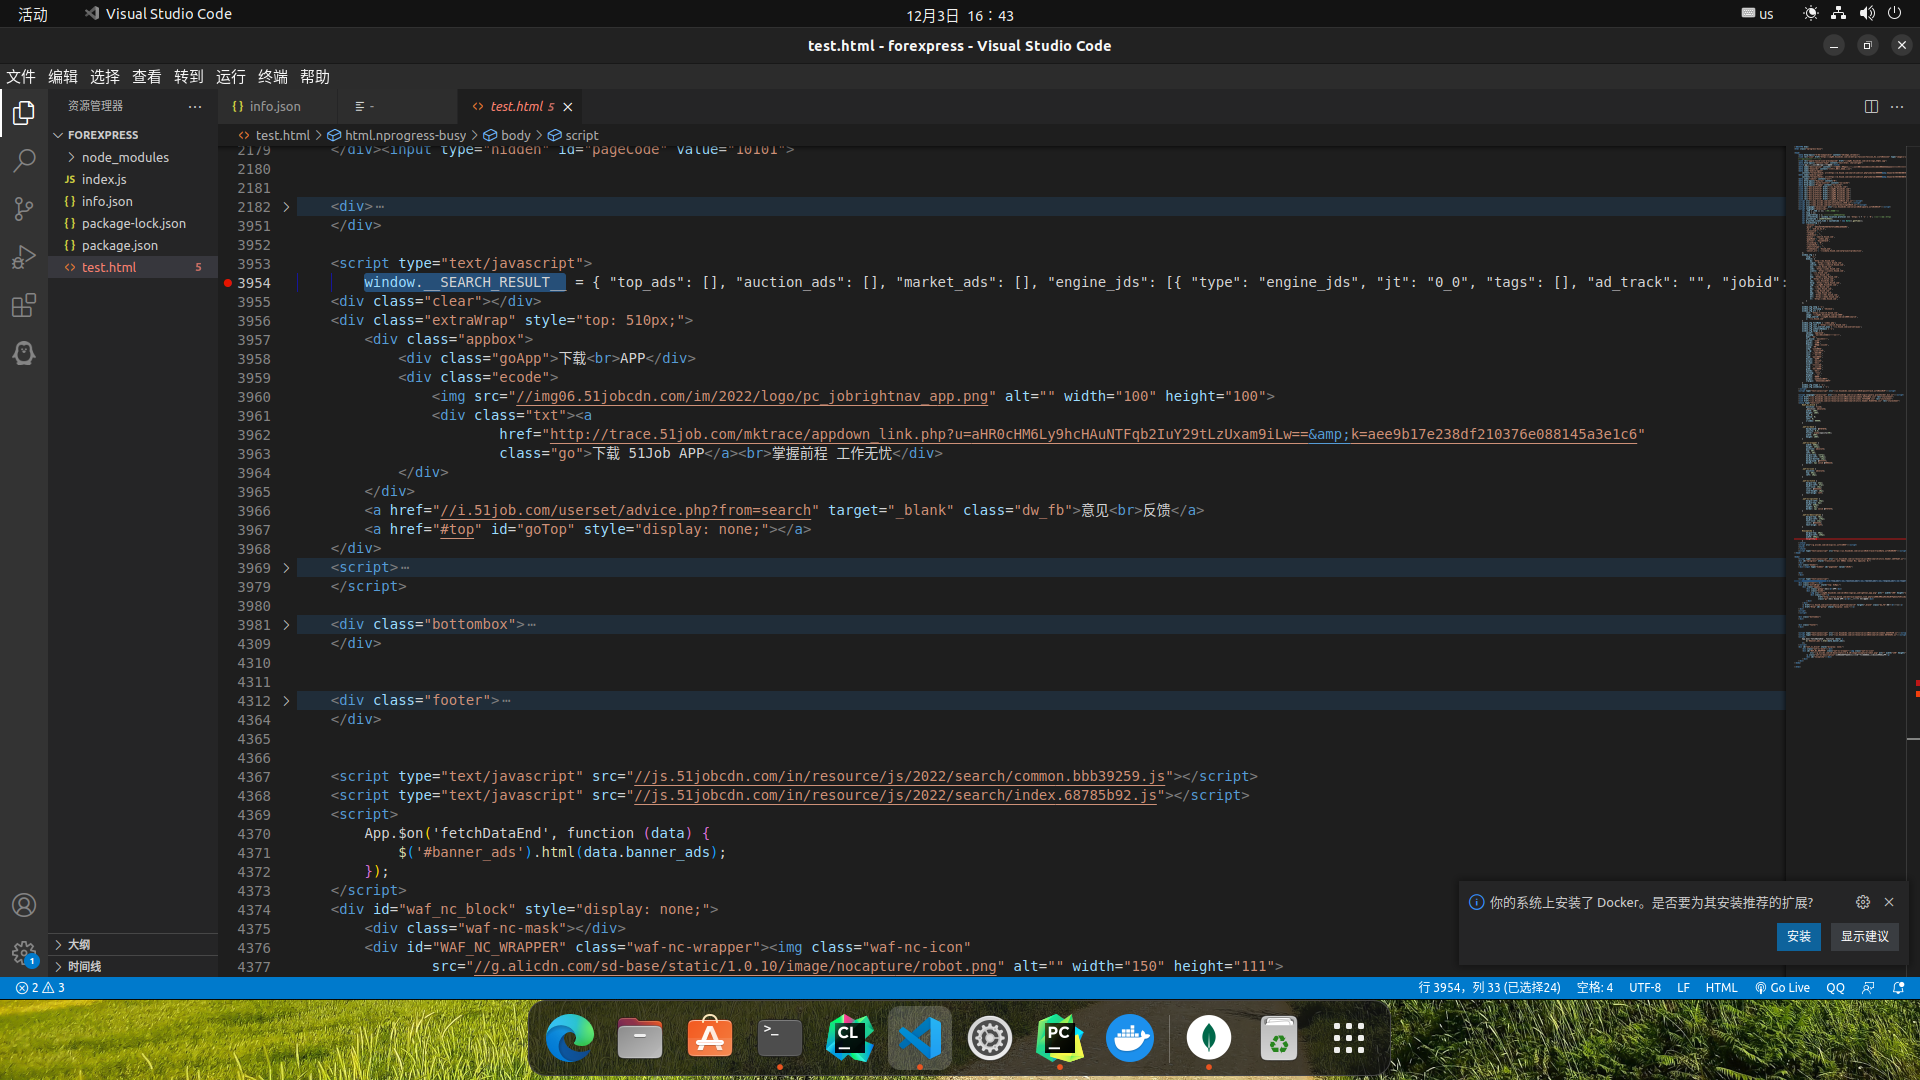 活动 Visual Studio Code 12月3日 16：43 us
test.html - forexpress - Visual Studio Code
文件 编辑 选择 查看 转到 运行 终端 帮助
资源管理器 ··· {} info.json - <> test.html 5 ···
<> test.html > html.nprogress-busy > body > script
FOREXPRESS
node_modules
JS index.js
{} info.json
{} package-lock.json
{} package.json
<> test.html 5
大纲
时间线
2179 </div><input type="hidden" id="pageCode" value="10101">
2180
2181
2182 <div>···
3951 </div>
3952
3953 <script type="text/javascript">
3954 window.__SEARCH_RESULT__ = { "top_ads": [], "auction_ads": [], "market_ads": [], "engine_jds": [{ "type": "engine_jds", "jt": "0_0", "tags": [], "ad_track": "", "jobid":
3955 <div class="clear"></div>
3956 <div class="extraWrap" style="top: 510px;">
3957 <div class="appbox">
3958 <div class="goApp">下载<br>APP</div>
3959 <div class="ecode">
3960 <img src="//img06.51jobcdn.com/im/2022/logo/pc_jobrightnav_app.png" alt="" width="100" height="100">
3961 <div class="txt"><a
3962 href="http://trace.51job.com/mktrace/appdown_link.php?u=aHR0cHM6Ly9hcHAuNTFqb2IuY29tLzUxam9iLw==&amp;k=aee9b17e238df210376e088145a3e1c6"
3963 class="go">下载 51Job APP</a><br>掌握前程 工作无忧</div>
3964 </div>
3965 </div>
3966 <a href="//i.51job.com/userset/advice.php?from=search" target="_blank" class="dw_fb">意见<br>反馈</a>
3967 <a href="#top" id="goTop" style="display: none;"></a>
3968 </div>
3969 <script>···
3979 </script>
3980
3981 <div class="bottombox">···
4309 </div>
4310
4311
4312 <div class="footer">···
4364 </div>
4365
4366
4367 <script type="text/javascript" src="//js.51jobcdn.com/in/resource/js/2022/search/common.bbb39259.js"></script>
4368 <script type="text/javascript" src="//js.51jobcdn.com/in/resource/js/2022/search/index.68785b92.js"></script>
4369 <script>
4370 App.$on('fetchDataEnd', function (data) {
4371 $('#banner_ads').html(data.banner_ads);
4372 });
4373 </script>
4374 <div id="waf_nc_block" style="display: none;">
4375 <div class="waf-nc-mask"></div>
4376 <div id="WAF_NC_WRAPPER" class="waf-nc-wrapper"><img class="waf-nc-icon"
4377 src="//g.alicdn.com/sd-base/static/1.0.10/image/nocapture/robot.png" alt="" width="150" height="111">
你的系统上安装了 Docker。是否要为其安装推荐的扩展?
安装 显示建议
1
2 3 行 3954，列 33 (已选择24) 空格: 4 UTF-8 LF HTML Go Live QQ
>_ CL PC